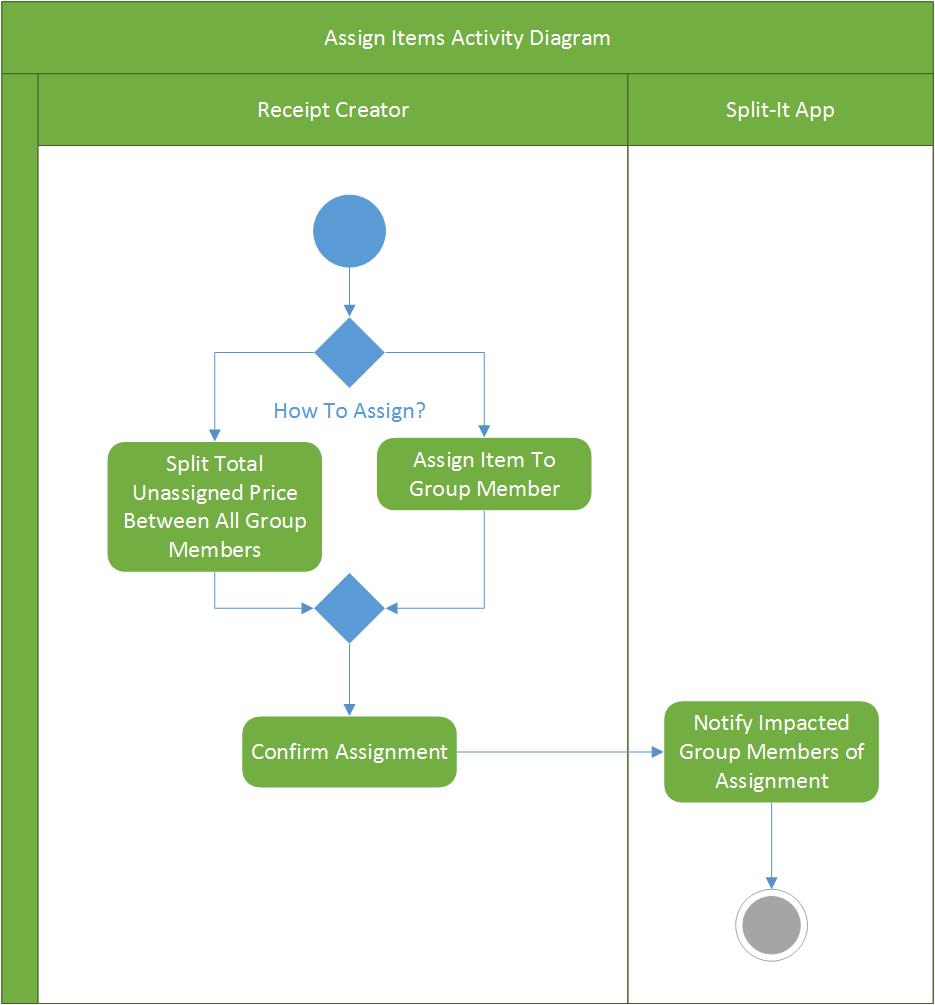 Assign Items Activity Diagram
Receipt Creator
Split-It App
How To Assign?
Split Total
Unassigned Price
Between All Group
Members
Assign Item To
Group Member
Confirm Assignment
Notify Impacted
Group Members of
Assignment